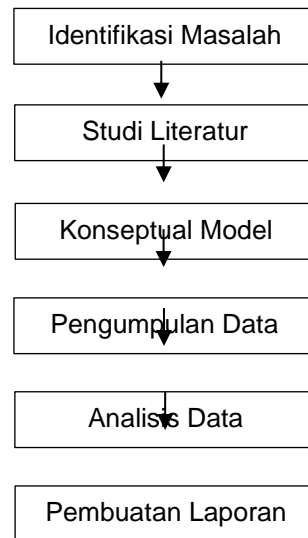 Identifikasi Masalah
Studi Literatur
Konseptual Model
Pengumpulan Data
Analisis Data
Pembuatan Laporan